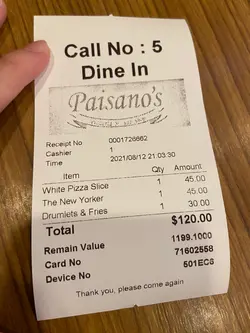 Call No : 5
Dine In
Paisano's
Receipt No 0001726662
Cashier 1
Time 2021/08/12 21:03:30
Item Qty Amount
White Pizza Slice 1 45.00
The New Yorker 1 45.00
Drumlets & Fries 1 30.00
Total $120.00
Remain Value 1199.1000
Card No 71602558
Device No 501EC8
Thank you, please come again